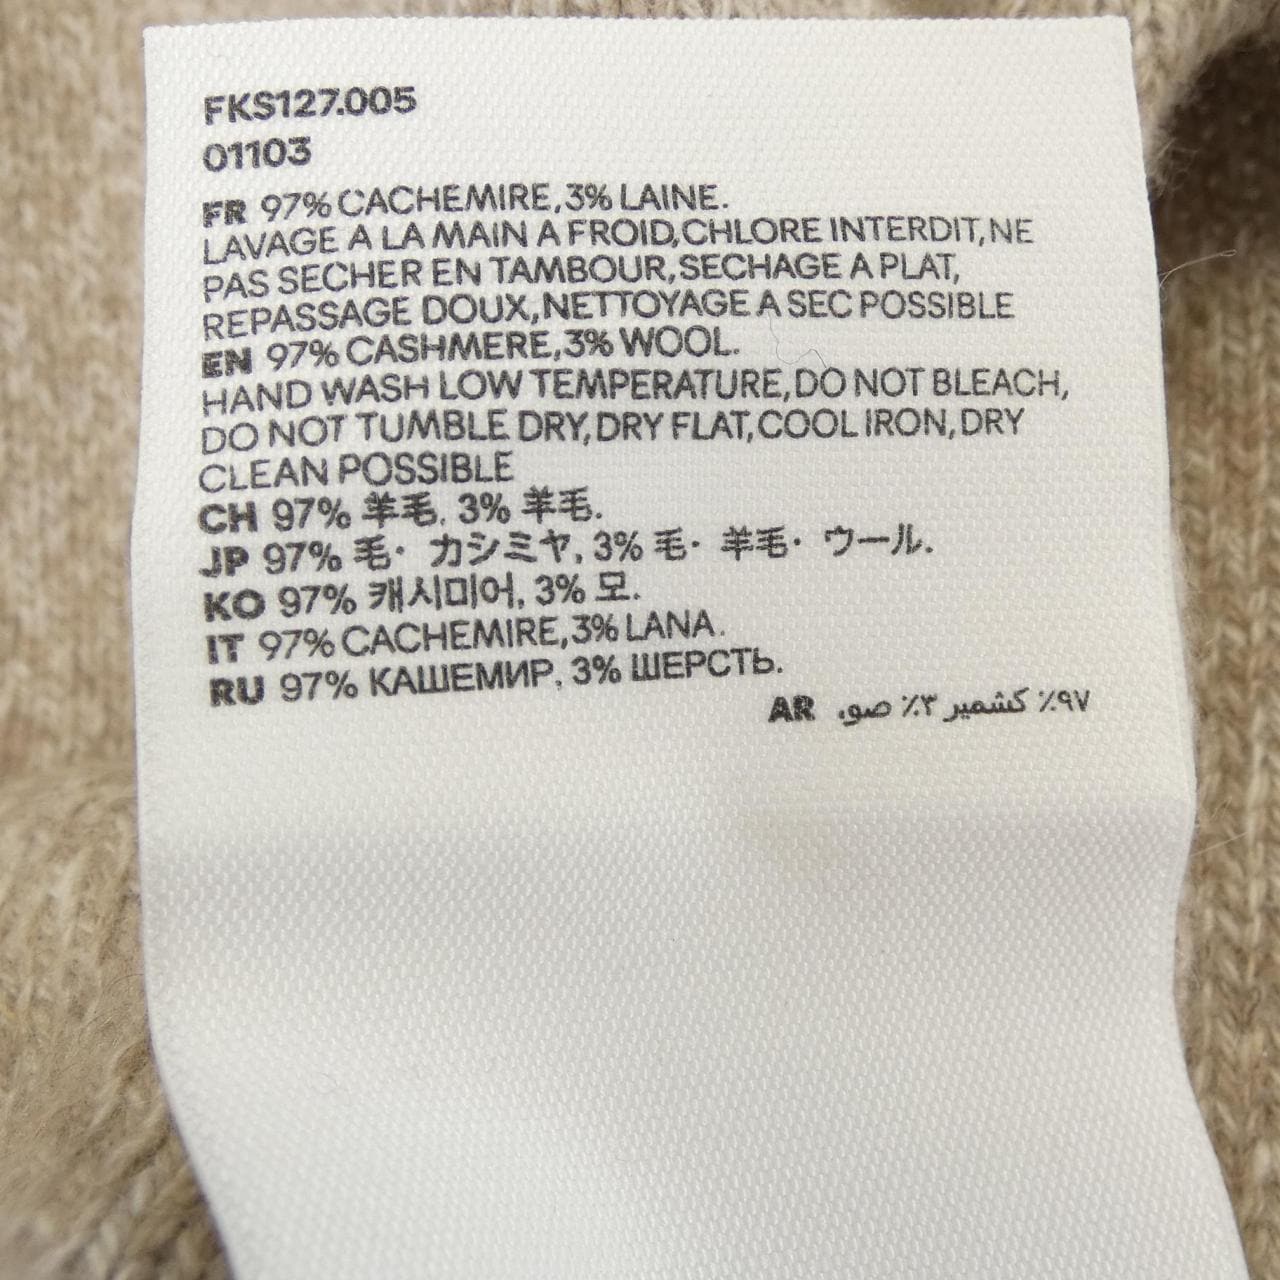 FKS127.005
01103
FR 97% CACHEMIRE, 3% LAINE.
LAVAGE A LA MAIN A FROID, CHLORE INTERDIT, NE
PAS SECHER EN TAMBOUR, SECHAGE A PLAT,
REPASSAGE DOUX, NETTOYAGE A SEC POSSIBLE
EN 97% CASHMERE, 3% WOOL.
HAND WASH LOW TEMPERATURE, DO NOT BLEACH,
DO NOT TUMBLE DRY, DRY FLAT, COOL IRON, DRY
CLEAN POSSIBLE
CH 97% 羊毛, 3% 羊毛.
JP 97% 毛· カシミヤ, 3% 毛· 羊毛· ウール.
KO 97% 캐시미어, 3% 모.
IT 97% CACHEMIRE, 3% LANA.
RU 97% КАШЕМИР, 3% ШЕРСТЬ.
AR ٩٧٪ كشمير ٣٪ صو.